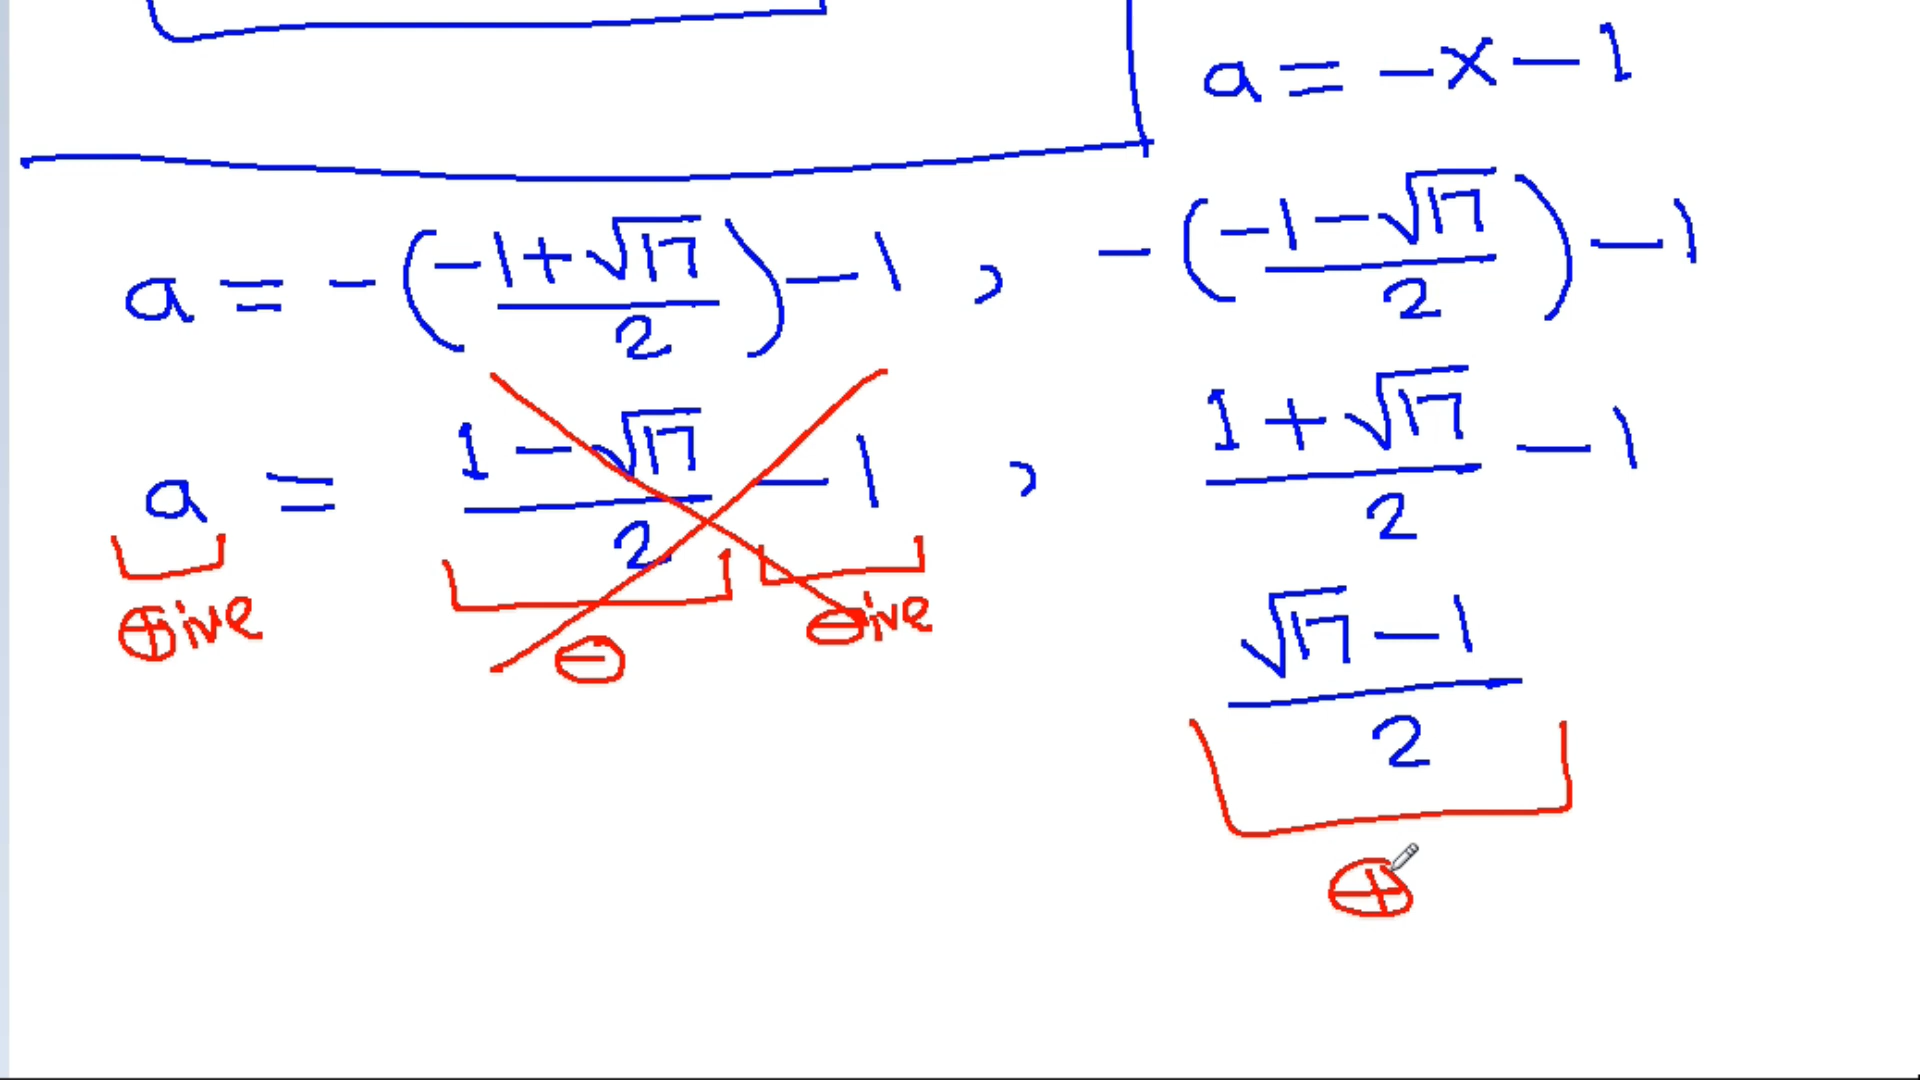 a = -x-1
a = -(-1+√17/2)-1 , -(-1-√17/2)-1
a = 1-√17/2 -1 , 1+√17/2 -1
⊕ive ⊖ ⊖ive
√17-1/2
⊕